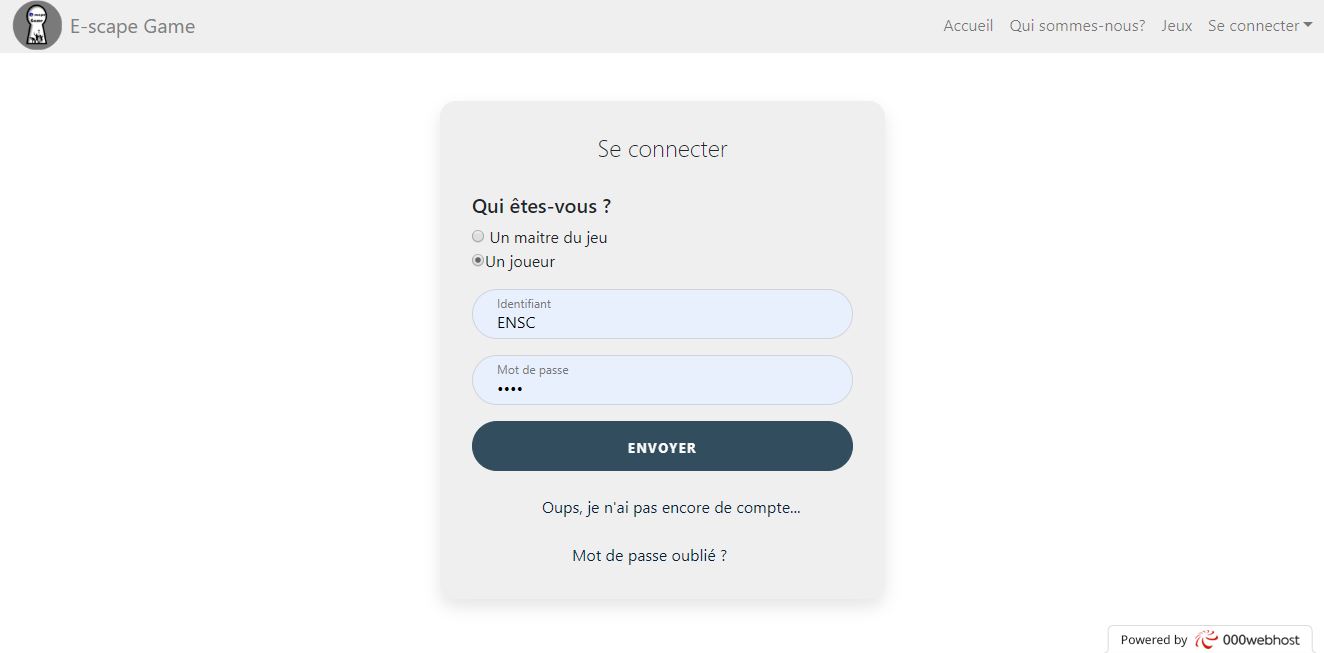 E-scape Game
Accueil Qui sommes-nous? Jeux Se connecter
Se connecter
Qui êtes-vous ?
Un maitre du jeu
Un joueur
Identifiant
ENSC
Mot de passe
••••
ENVOYER
Oups, je n'ai pas encore de compte...
Mot de passe oublié ?
Powered by 000webhost